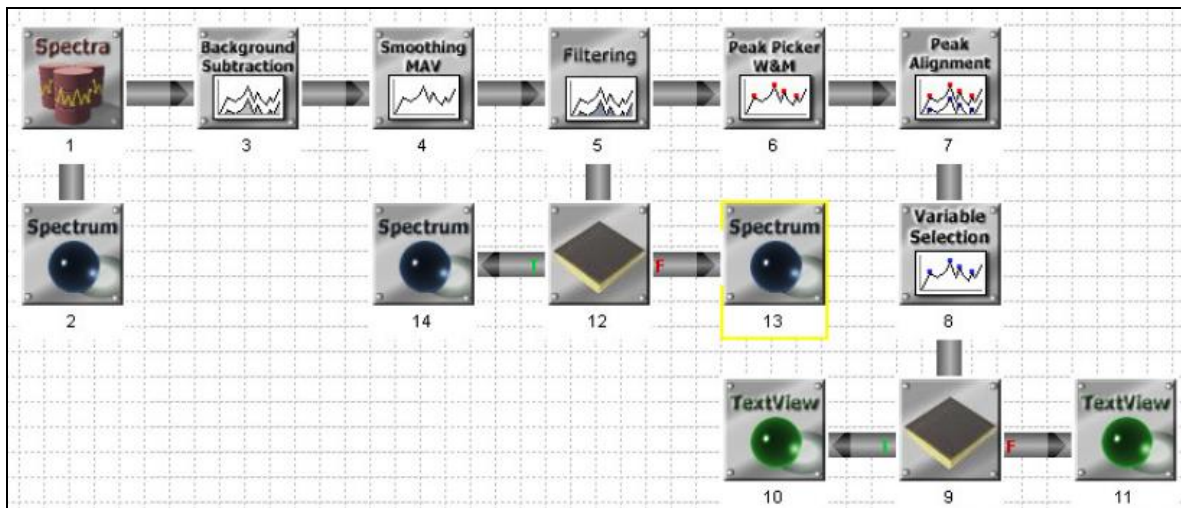 Spectra
Background
Subtraction
Smoothing
MAV
Filtering
Peak Picker
W&M
Peak
Alignment
1
3
4
5
6
7
Spectrum
Spectrum
T
F
Spectrum
Variable
Selection
2
14
12
13
8
TextView
T
F
TextView
10
9
11